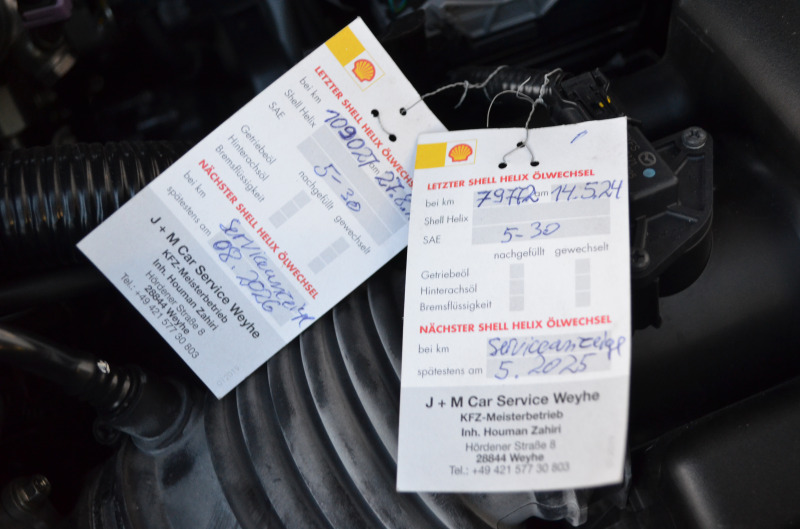 LETZTER SHELL HELIX ÖLWECHSEL
bei km 109027 am 27.8.
Shell Helix
SAE 5-30
nachgefüllt gewechselt
Getriebeöl
Hinterachsöl
Bremsflüssigkeit
NÄCHSTER SHELL HELIX ÖLWECHSEL
bei km Serviceanzeige
spätestens am 08.2026
J + M Car Service Weyhe
KFZ-Meisterbetrieb
Inh. Houman Zahiri
Hördener Straße 8
28844 Weyhe
Tel.: +49 421 577 30 803
LETZTER SHELL HELIX ÖLWECHSEL
bei km 79772 am 14.5.24
Shell Helix
SAE 5-30
nachgefüllt gewechselt
Getriebeöl
Hinterachsöl
Bremsflüssigkeit
NÄCHSTER SHELL HELIX ÖLWECHSEL
bei km Serviceanzeige
spätestens am 5.2025
J + M Car Service Weyhe
KFZ-Meisterbetrieb
Inh. Houman Zahiri
Hördener Straße 8
28844 Weyhe
Tel.: +49 421 577 30 803